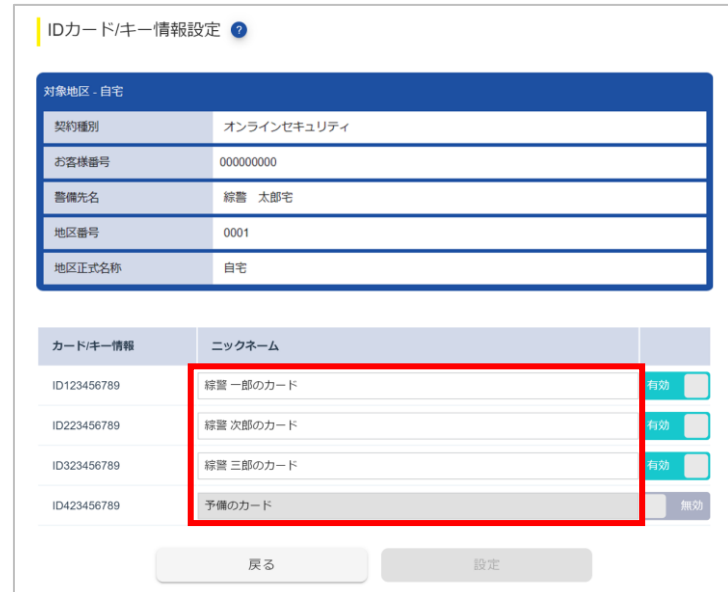 IDカード/キー情報設定 ?
対象地区 - 自宅
契約種別 オンラインセキュリティ
お客様番号 000000000
警備先名 綜警　太郎宅
地区番号 0001
地区正式名称 自宅
カード/キー情報 ニックネーム
ID123456789 綜警 一郎のカード 有効
ID223456789 綜警 次郎のカード 有効
ID323456789 綜警 三郎のカード 有効
ID423456789 予備のカード 無効
戻る 設定